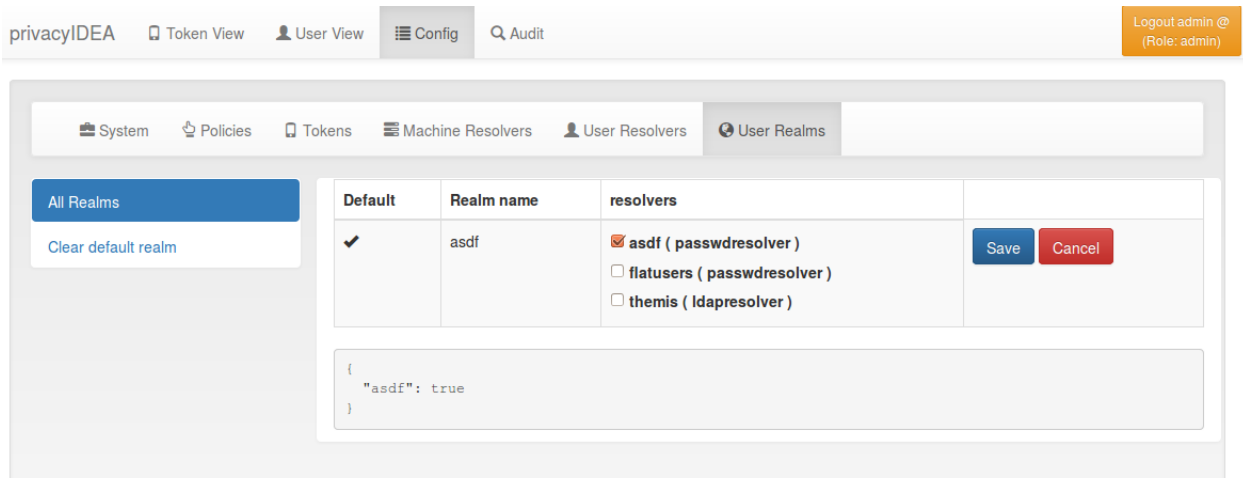 privacyIDEA Token View User View Config Audit Logout admin @
(Role: admin)
System Policies Tokens Machine Resolvers User Resolvers User Realms
All Realms
Clear default realm
Default Realm name resolvers
asdf asdf ( passwdresolver ) Save Cancel
flatusers ( passwdresolver )
themis ( ldapresolver )
{
"asdf": true
}